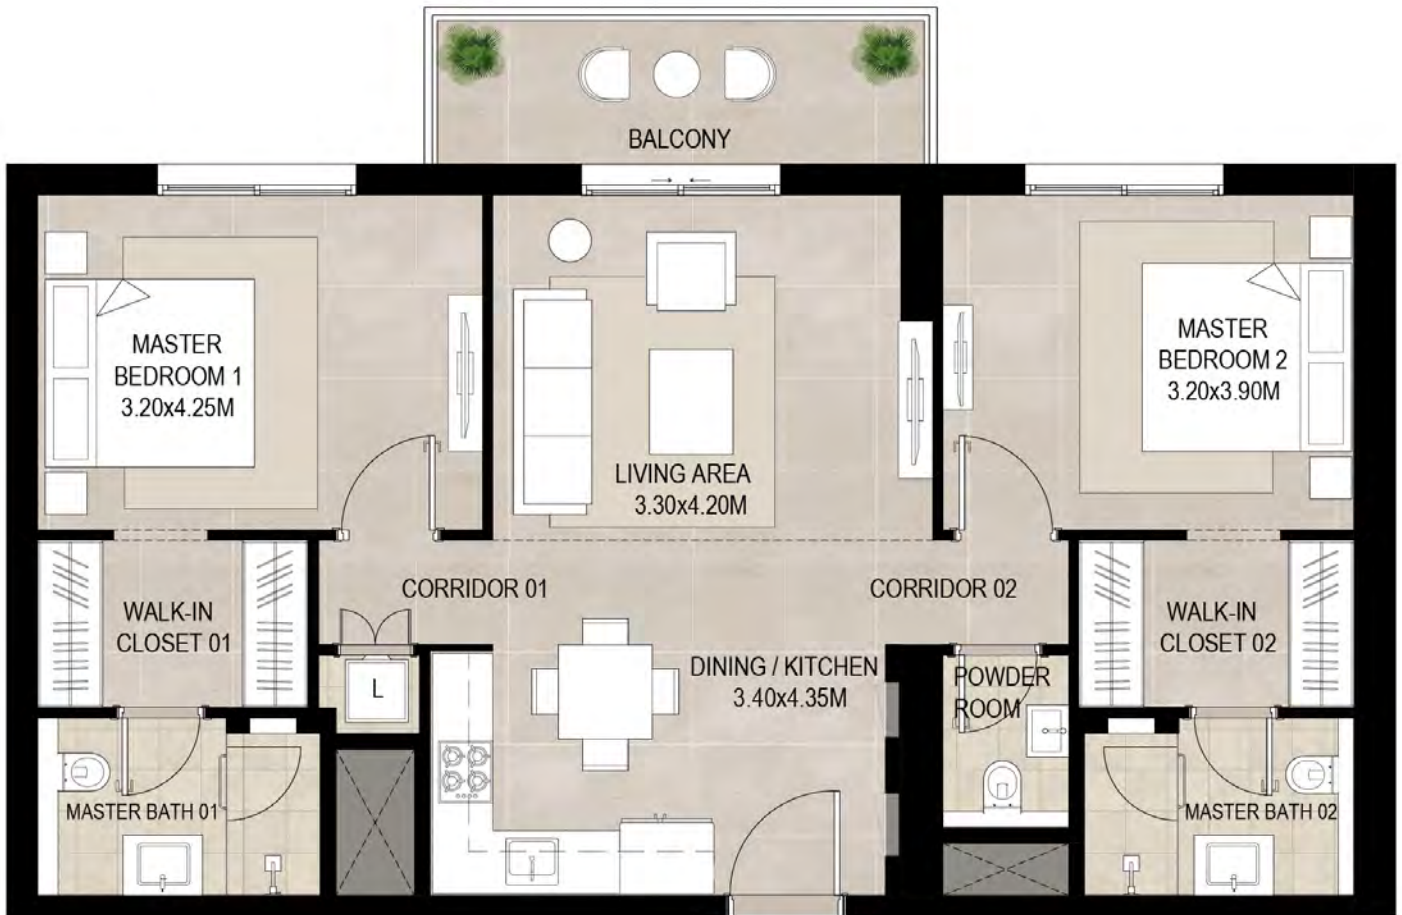 BALCONY
MASTER
BEDROOM 1
3.20x4.25M
LIVING AREA
3.30x4.20M
MASTER
BEDROOM 2
3.20x3.90M
WALK-IN
CLOSET 01
CORRIDOR 01
CORRIDOR 02
WALK-IN
CLOSET 02
L
DINING / KITCHEN
3.40x4.35M
POWDER
ROOM
MASTER BATH 01
MASTER BATH 02